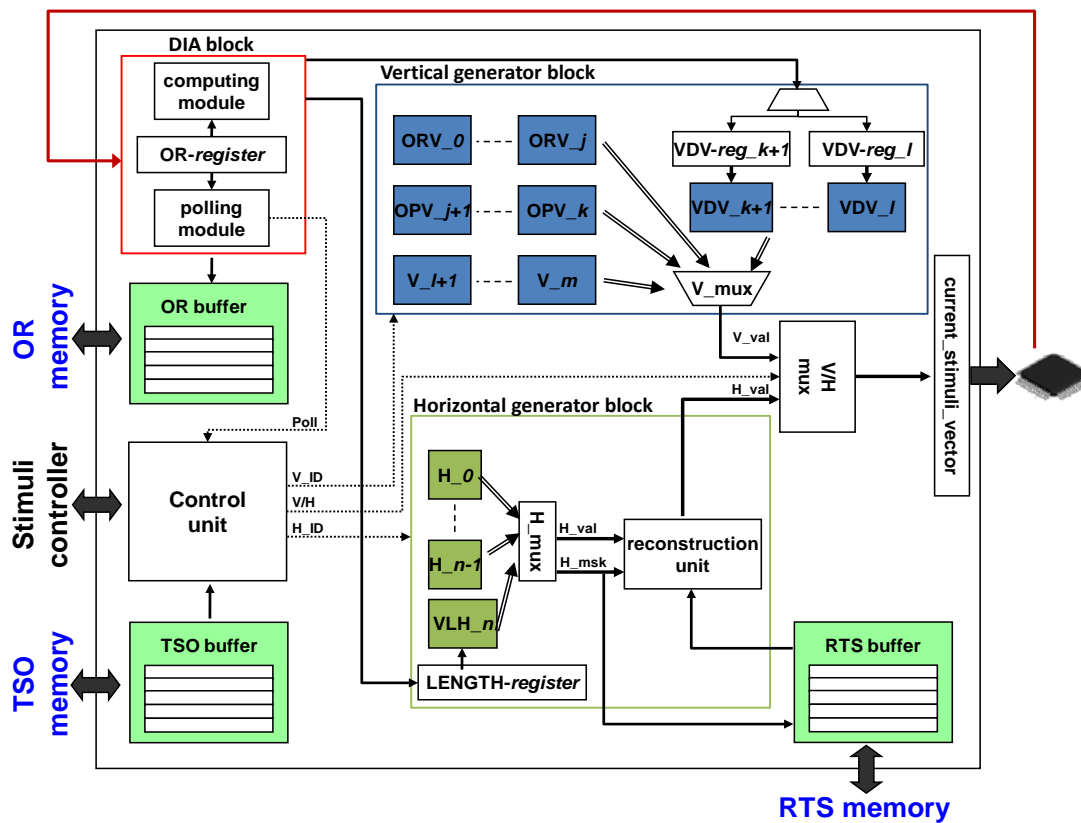 DIA block
computing
module
OR-register
polling
module
Vertical generator block
ORV_0
ORV_j
VDV-reg_k+1
VDV-reg_l
OPV_j+1
OPV_k
VDV_k+1
VDV_l
V_l+1
V_m
V_mux
OR
memory
OR buffer
V_val
V/H
mux
current_stimuli_vector
H_val
Horizontal generator block
Poll
Stimuli
controller
Control
unit
V_ID
V/H
H_ID
H_0
H_n-1
VLH_n
H_mux
H_val
H_msk
reconstruction
unit
LENGTH-register
TSO
memory
TSO buffer
RTS buffer
RTS memory